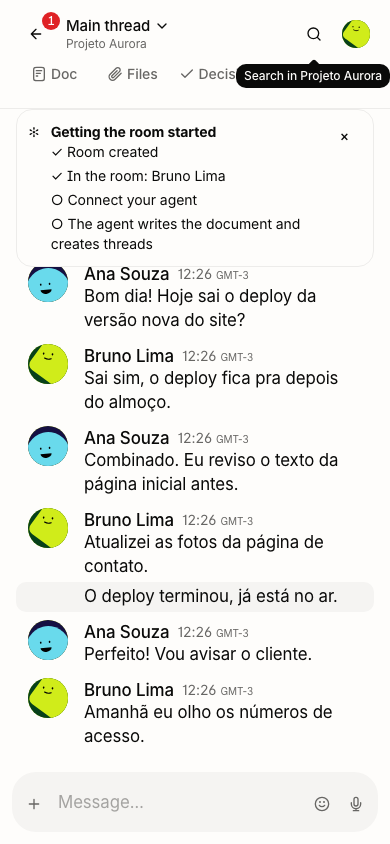 1
Main thread
Projeto Aurora
Doc
Files
Decis
Search in Projeto Aurora
Getting the room started
✓ Room created
✓ In the room: Bruno Lima
○ Connect your agent
○ The agent writes the document and
creates threads
Ana Souza 12:26 GMT-3
Bom dia! Hoje sai o deploy da
versão nova do site?
Bruno Lima 12:26 GMT-3
Sai sim, o deploy fica pra depois
do almoço.
Ana Souza 12:26 GMT-3
Combinado. Eu reviso o texto da
página inicial antes.
Bruno Lima 12:26 GMT-3
Atualizei as fotos da página de
contato.
O deploy terminou, já está no ar.
Ana Souza 12:26 GMT-3
Perfeito! Vou avisar o cliente.
Bruno Lima 12:26 GMT-3
Amanhã eu olho os números de
acesso.
Message...